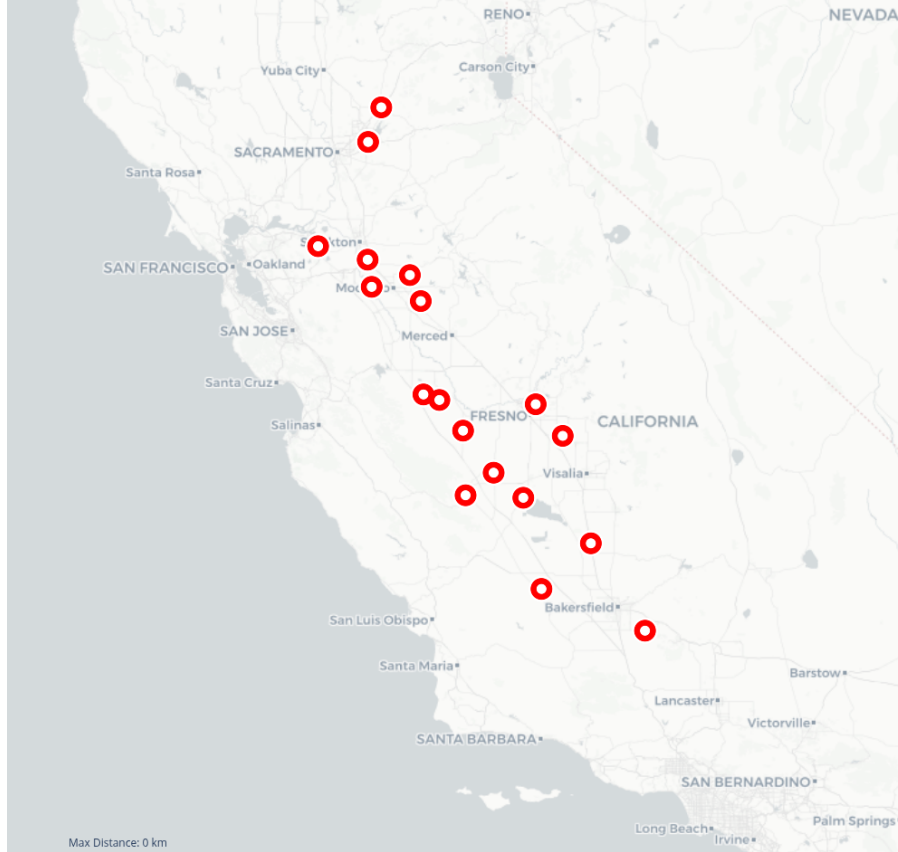 RENO
NEVADA
Yuba City
Carson City
SACRAMENTO
Santa Rosa
SAN FRANCISCO
Oakland
SAN JOSE
Merced
Santa Cruz
FRESNO
CALIFORNIA
Salinas
Visalia
Bakersfield
San Luis Obispo
Santa Maria
Barstow
Lancaster
Victorville
SANTA BARBARA
SAN BERNARDINO
Palm Springs
Long Beach
Irvine
Max Distance: 0 km